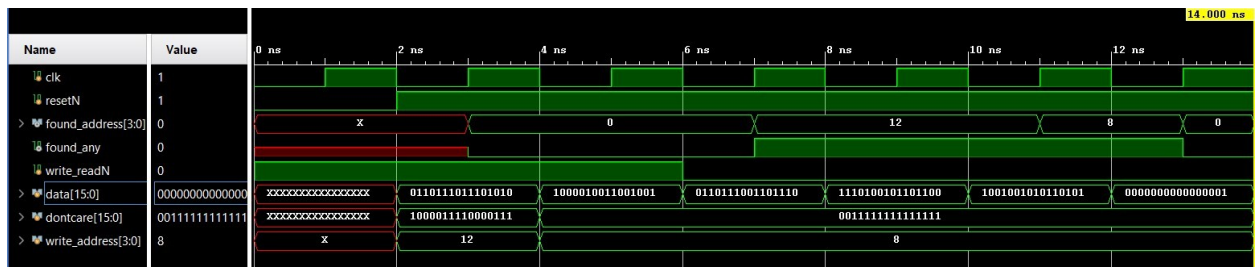 14.000 ns
Name Value 0 ns 2 ns 4 ns 6 ns 8 ns 10 ns 12 ns
clk 1
resetN 1
found_address[3:0] 0 X 0 12 8 0
found_any 0
write_readN 0
data[15:0] 00000000000000 XXXXXXXXXXXXXXXX 0110111011101010 1000010011001001 0110111001101110 1110100101101100 1001001010110101 0000000000000001
dontcare[15:0] 00111111111111 XXXXXXXXXXXXXXXX 1000011110000111 0011111111111111
write_address[3:0] 8 X 12 8